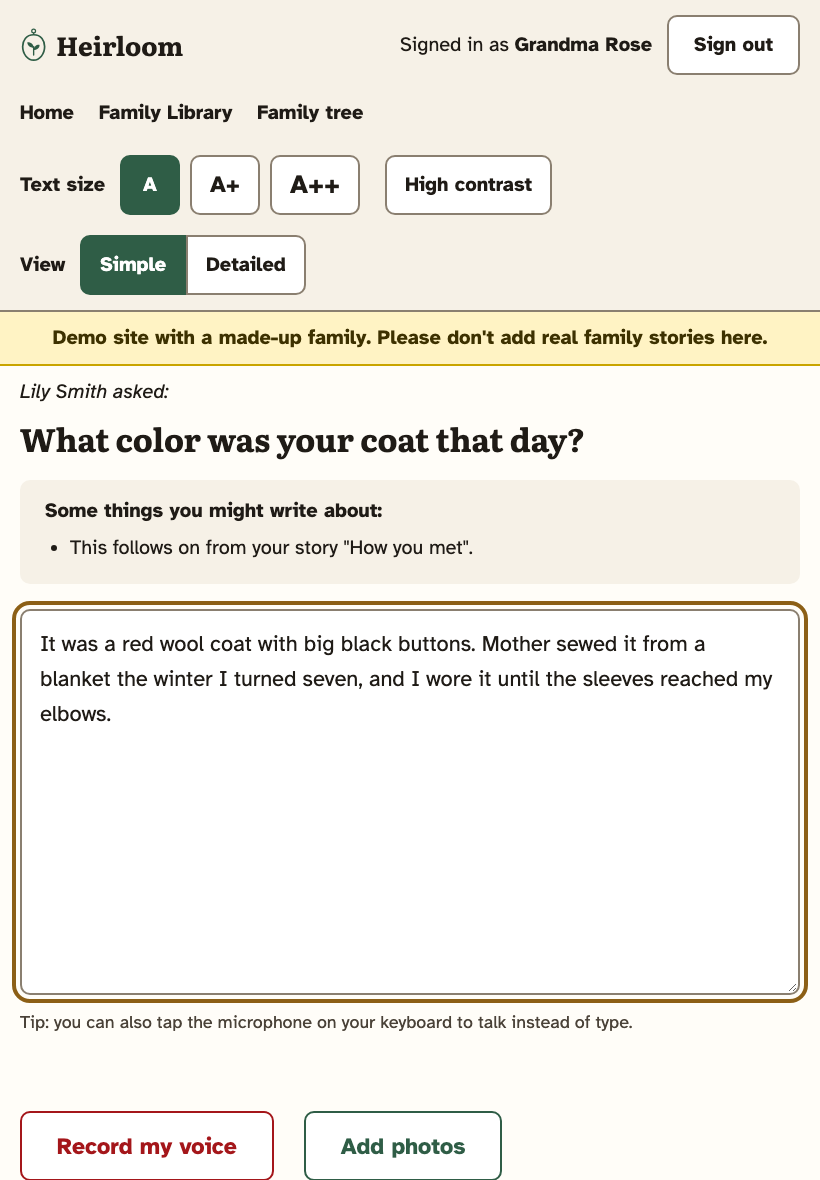 Heirloom
Signed in as Grandma Rose
Sign out
Home
Family Library
Family tree
Text size
A
A+
A++
High contrast
View
Simple
Detailed
Demo site with a made-up family. Please don't add real family stories here.
Lily Smith asked:
What color was your coat that day?
Some things you might write about:
• This follows on from your story "How you met".
It was a red wool coat with big black buttons. Mother sewed it from a
blanket the winter I turned seven, and I wore it until the sleeves reached my
elbows.
Tip: you can also tap the microphone on your keyboard to talk instead of type.
Record my voice
Add photos